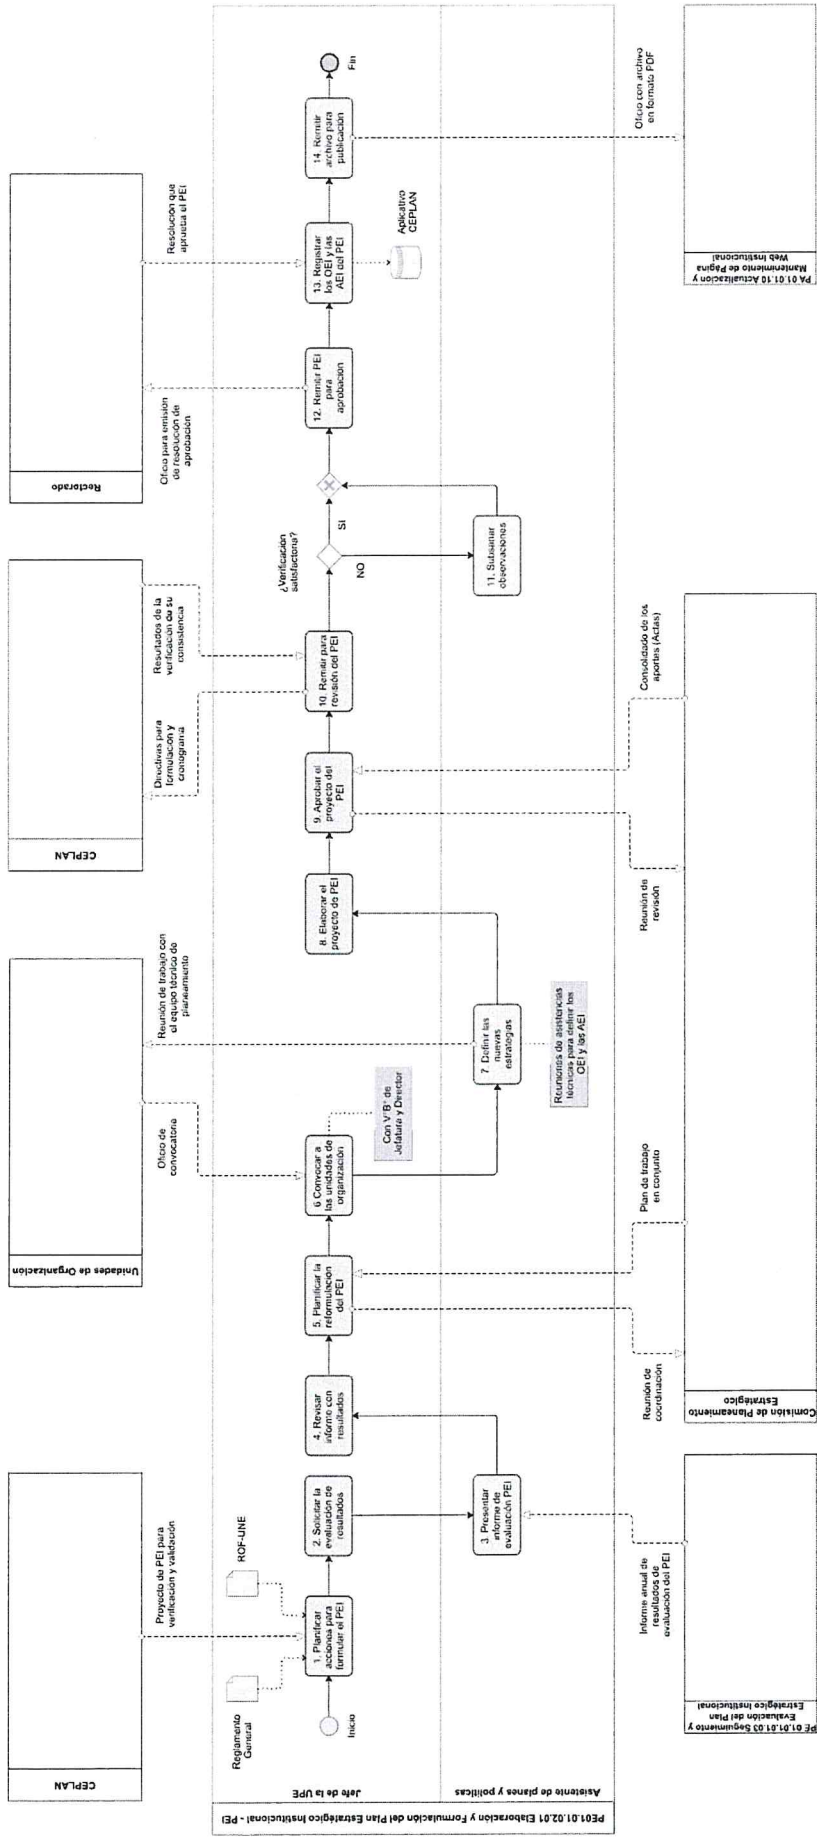 CEPLAN
Proyecto de PEI para
verificación y validación
Unidades de Organización
Oficio de
convocatoria
Reunión de trabajo con
el equipo técnico de
planeamiento
CEPLAN
Directivas para
formulación y
cronograma
Resultados de la
verificación de su
consistencia
Rectorado
Oficio para emisión
de resolución de
aprobación
Resolución que
aprueba el PEI
PE01.01.02.01 Elaboración y Formulación del Plan Estratégico Institucional - PEI
Jefe de la UPE
Reglamento
General
ROF-UNE
Inicio
1. Planificar
acciones para
formular el PEI
2. Solicitar la
evaluación de
resultados
4. Revisar
informe con
resultados
5. Planificar la
reformulación
del PEI
6 Convocar a
las unidades de
organización
Con V°B° de
Jefatura y Director
8. Elaborar el
proyecto de PEI
9. Aprobar el
proyecto del
PEI
10. Remitir para
revisión del PEI
¿Verificación
satisfactoria?
SI
NO
12. Remitir PEI
para
aprobación
13. Registrar
los OEI y las
AEI del PEI
Aplicativo
CEPLAN
14. Remitir
archivo para
publicación
Fin
Asistente de planes y políticas
3. Presentar
informe de
evaluación PEI
7. Definir las
nuevas
estrategias
Reuniones de asistencias
técnicas para definir los
OEI y las AEI
11. Subsanar
observaciones
Informe anual de
resultados de
evaluación del PEI
PE 01.01.01.03 Seguimiento y
Evaluación del Plan
Estratégico Institucional
Reunión de
coordinación
Plan de trabajo
en conjunto
Reunión de
revisión
Consolidado de los
aportes (Actas)
Comisión de Planeamiento
Estratégico
Oficio con archivo
en formato PDF
PA 01.01.10 Actualizacion y
Mantenimiento de Página
Web Institucional